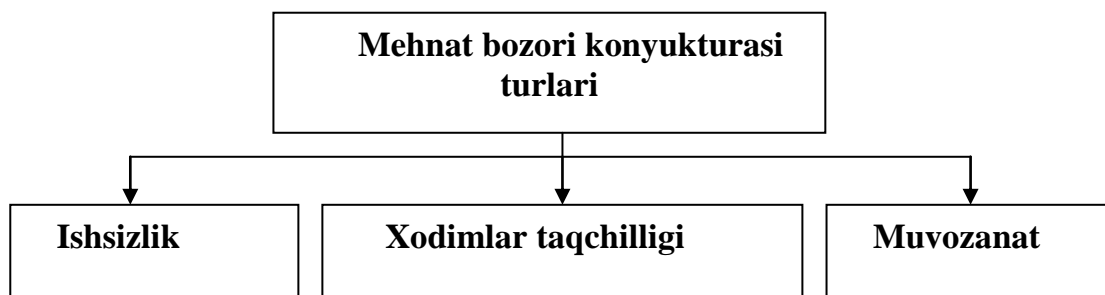 Mehnat bozori konyukturasi
turlari
Ishsizlik
Xodimlar taqchilligi
Muvozanat